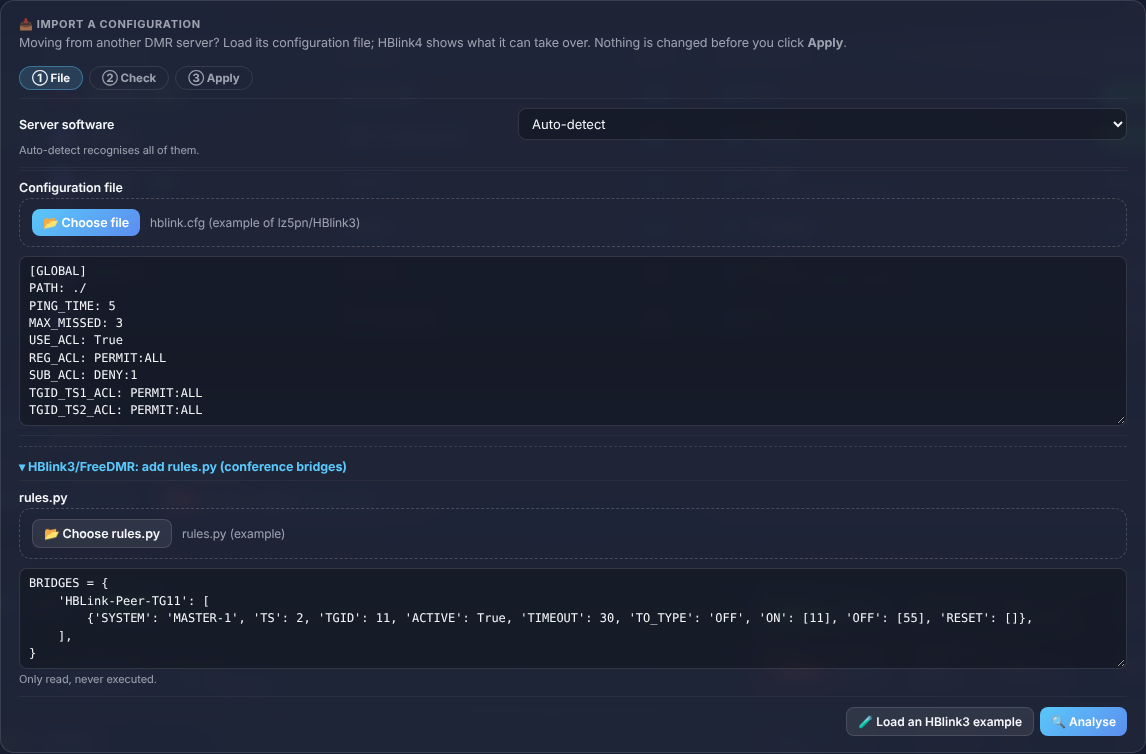 📥 IMPORT A CONFIGURATION
Moving from another DMR server? Load its configuration file; HBlink4 shows what it can take over. Nothing is changed before you click Apply.
① File ② Check ③ Apply
Server software
Auto-detect
Auto-detect recognises all of them.
Configuration file
📂 Choose file hblink.cfg (example of lz5pn/HBlink3)
[GLOBAL]
PATH: ./
PING_TIME: 5
MAX_MISSED: 3
USE_ACL: True
REG_ACL: PERMIT:ALL
SUB_ACL: DENY:1
TGID_TS1_ACL: PERMIT:ALL
TGID_TS2_ACL: PERMIT:ALL
▾ HBlink3/FreeDMR: add rules.py (conference bridges)
rules.py
📂 Choose rules.py rules.py (example)
BRIDGES = {
    'HBLink-Peer-TG11': [
        {'SYSTEM': 'MASTER-1', 'TS': 2, 'TGID': 11, 'ACTIVE': True, 'TIMEOUT': 30, 'TO_TYPE': 'OFF', 'ON': [11], 'OFF': [55], 'RESET': []},
    ],
}
Only read, never executed.
🧪 Load an HBlink3 example 🔍 Analyse